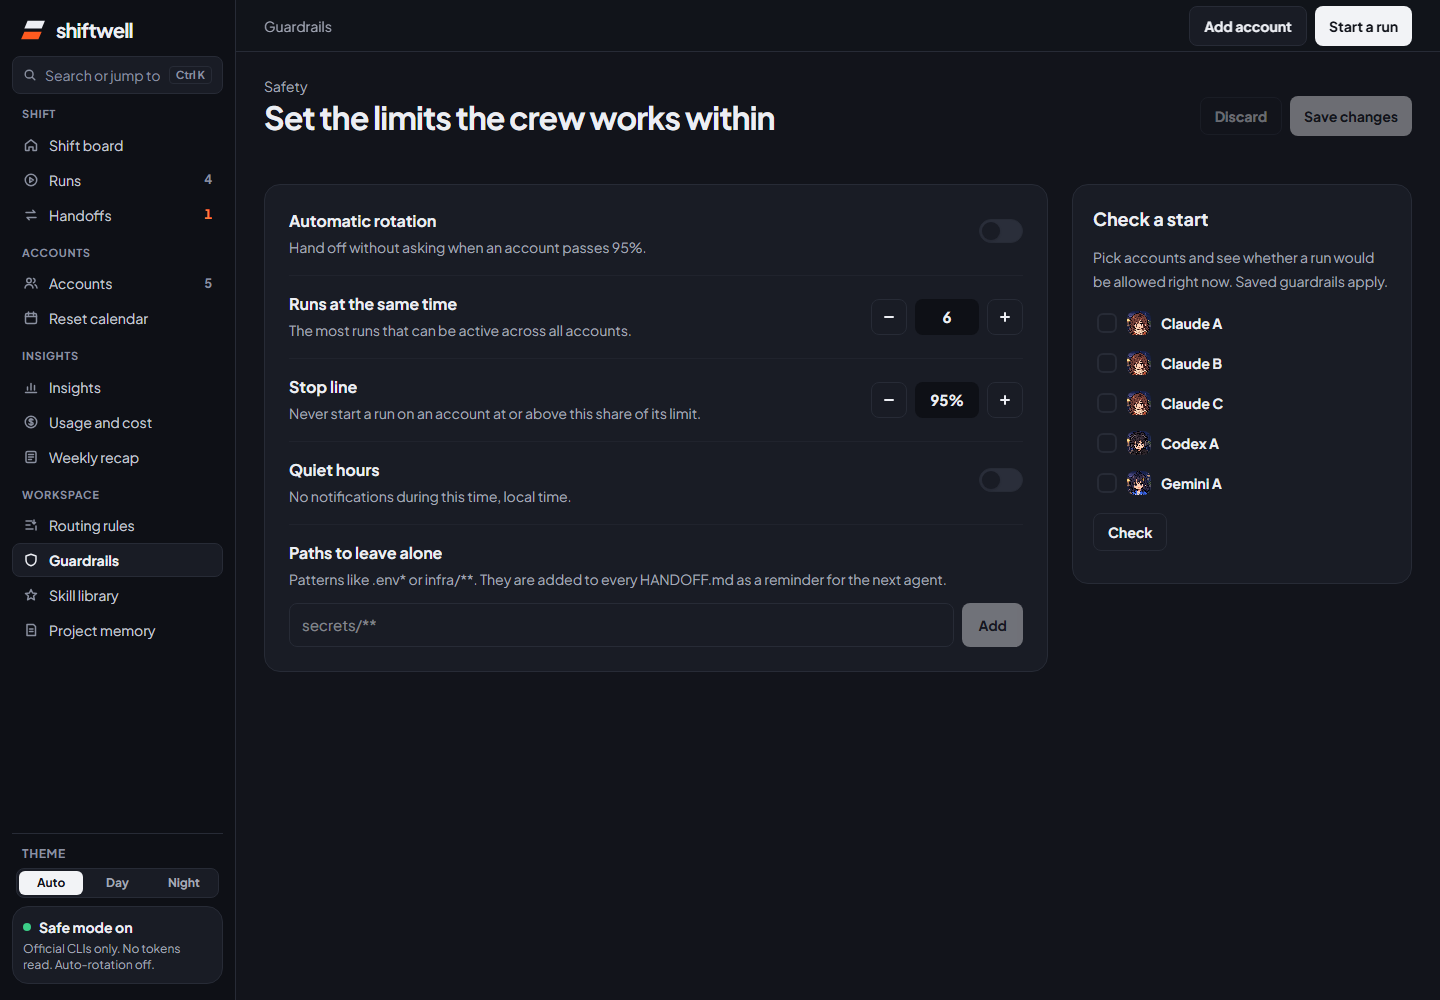 shiftwell
Search or jump to
Ctrl K
SHIFT
Shift board
Runs
4
Handoffs
1
ACCOUNTS
Accounts
5
Reset calendar
INSIGHTS
Insights
Usage and cost
Weekly recap
WORKSPACE
Routing rules
Guardrails
Skill library
Project memory
THEME
Auto
Day
Night
Safe mode on
Official CLIs only. No tokens
read. Auto-rotation off.
Guardrails
Add account
Start a run
Safety
Set the limits the crew works within
Discard
Save changes
Automatic rotation
Hand off without asking when an account passes 95%.
Runs at the same time
The most runs that can be active across all accounts.
−
6
+
Stop line
Never start a run on an account at or above this share of its limit.
−
95%
+
Quiet hours
No notifications during this time, local time.
Paths to leave alone
Patterns like .env* or infra/**. They are added to every HANDOFF.md as a reminder for the next agent.
secrets/**
Add
Check a start
Pick accounts and see whether a run would
be allowed right now. Saved guardrails apply.
Claude A
Claude B
Claude C
Codex A
Gemini A
Check